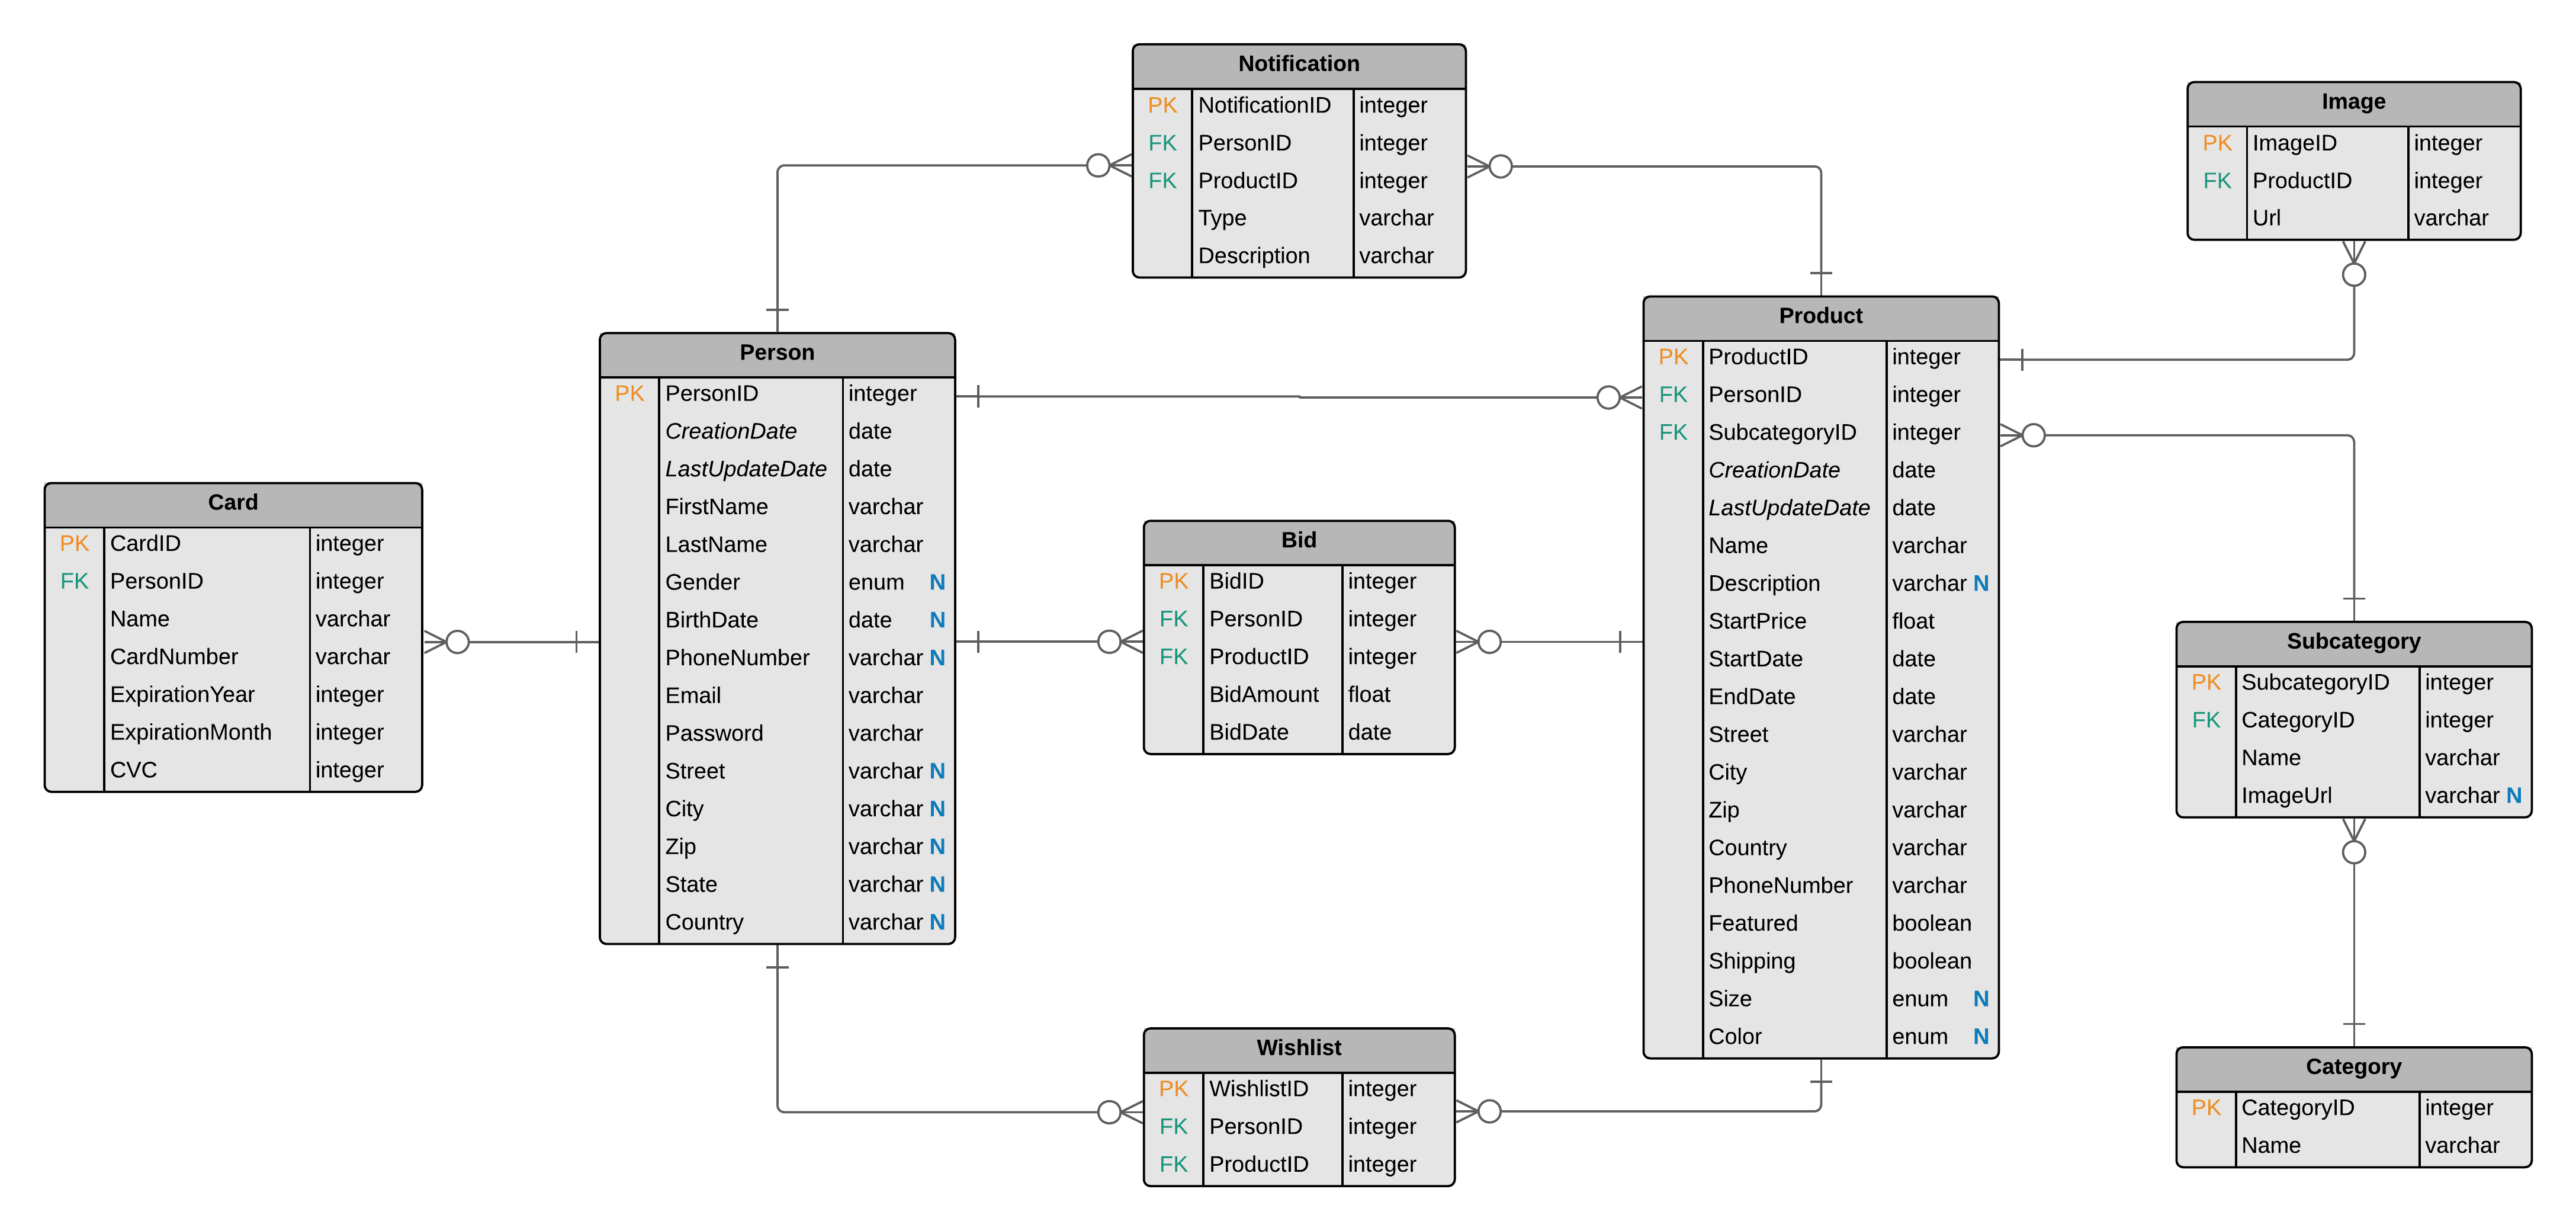 Notification
PK NotificationID integer
FK PersonID integer
FK ProductID integer
Type varchar
Description varchar
Image
PK ImageID integer
FK ProductID integer
Url varchar
Person
PK PersonID integer
CreationDate date
LastUpdateDate date
FirstName varchar
LastName varchar
Gender enum N
BirthDate date N
PhoneNumber varchar N
Email varchar
Password varchar
Street varchar N
City varchar N
Zip varchar N
State varchar N
Country varchar N
Product
PK ProductID integer
FK PersonID integer
FK SubcategoryID integer
CreationDate date
LastUpdateDate date
Name varchar
Description varchar N
StartPrice float
StartDate date
EndDate date
Street varchar
City varchar
Zip varchar
Country varchar
PhoneNumber varchar
Featured boolean
Shipping boolean
Size enum N
Color enum N
Card
PK CardID integer
FK PersonID integer
Name varchar
CardNumber varchar
ExpirationYear integer
ExpirationMonth integer
CVC integer
Bid
PK BidID integer
FK PersonID integer
FK ProductID integer
BidAmount float
BidDate date
Subcategory
PK SubcategoryID integer
FK CategoryID integer
Name varchar
ImageUrl varchar N
Wishlist
PK WishlistID integer
FK PersonID integer
FK ProductID integer
Category
PK CategoryID integer
Name varchar